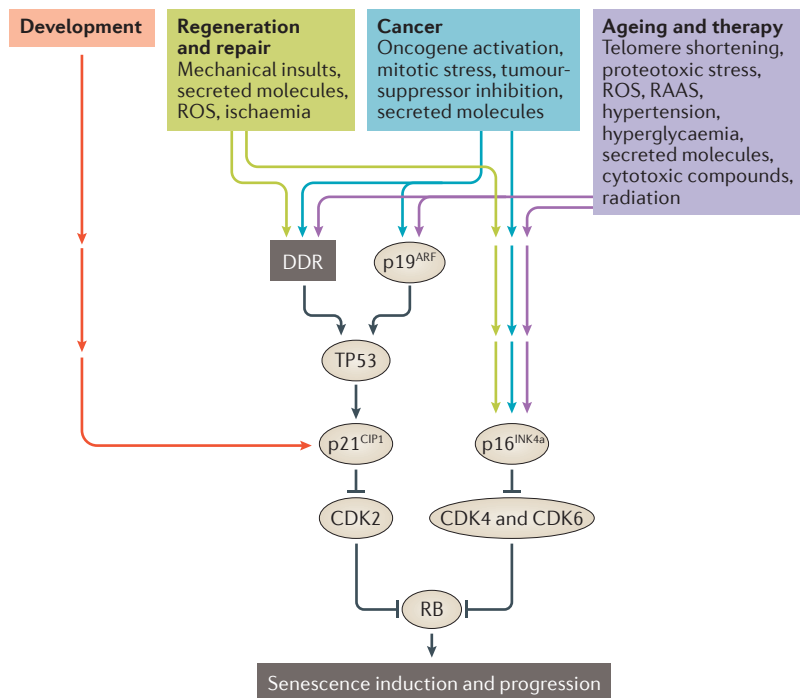 Development
Regeneration
and repair
Mechanical insults,
secreted molecules,
ROS, ischaemia
Cancer
Oncogene activation,
mitotic stress, tumour-
suppressor inhibition,
secreted molecules
Ageing and therapy
Telomere shortening,
proteotoxic stress,
ROS, RAAS,
hypertension,
hyperglycaemia,
secreted molecules,
cytotoxic compounds,
radiation
DDR
p19ARF
TP53
p21CIP1
p16INK4a
CDK2
CDK4 and CDK6
RB
Senescence induction and progression